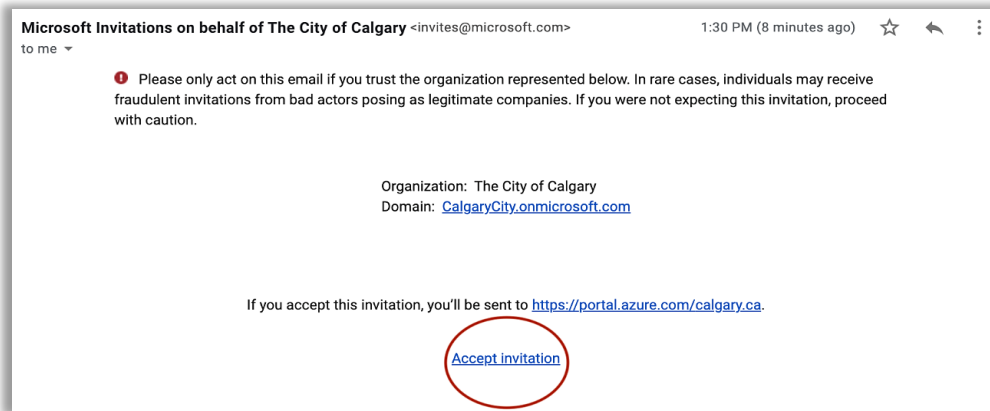 Microsoft Invitations on behalf of The City of Calgary <invites@microsoft.com> 1:30 PM (8 minutes ago)
to me
Please only act on this email if you trust the organization represented below. In rare cases, individuals may receive
fraudulent invitations from bad actors posing as legitimate companies. If you were not expecting this invitation, proceed
with caution.
Organization: The City of Calgary
Domain: CalgaryCity.onmicrosoft.com
If you accept this invitation, you'll be sent to https://portal.azure.com/calgary.ca.
Accept invitation